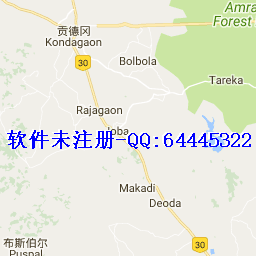 Amra
Forest
贡德冈
Kondagaon
Bolbola
30
Tareka
Rajagaon
Joba
软件未注册-QQ:64445322
Makadi
Deoda
布斯伯尔
Puspal
30